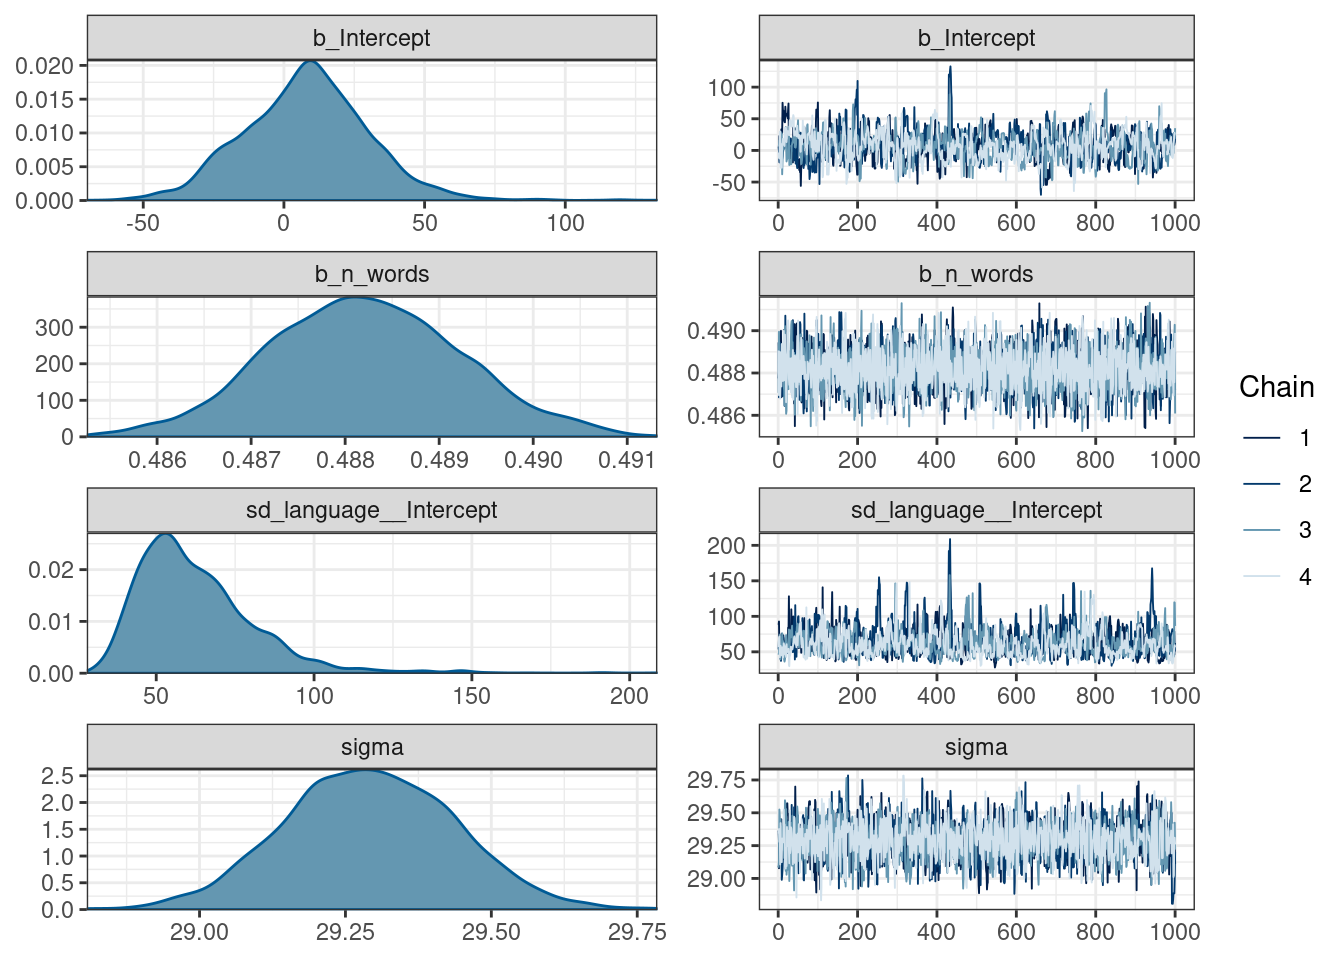 b_Intercept
0.020
0.015
0.010
0.005
0.000
-50 0 50 100
b_Intercept
100
50
0
-50
0 200 400 600 800 1000
b_n_words
300
200
100
0
0.486 0.487 0.488 0.489 0.490 0.491
b_n_words
0.490
0.488
0.486
0 200 400 600 800 1000
sd_language__Intercept
0.02
0.01
0.00
50 100 150 200
sd_language__Intercept
200
150
100
50
0 200 400 600 800 1000
sigma
2.5
2.0
1.5
1.0
0.5
0.0
29.00 29.25 29.50 29.75
sigma
29.75
29.50
29.25
29.00
0 200 400 600 800 1000
Chain
1
2
3
4